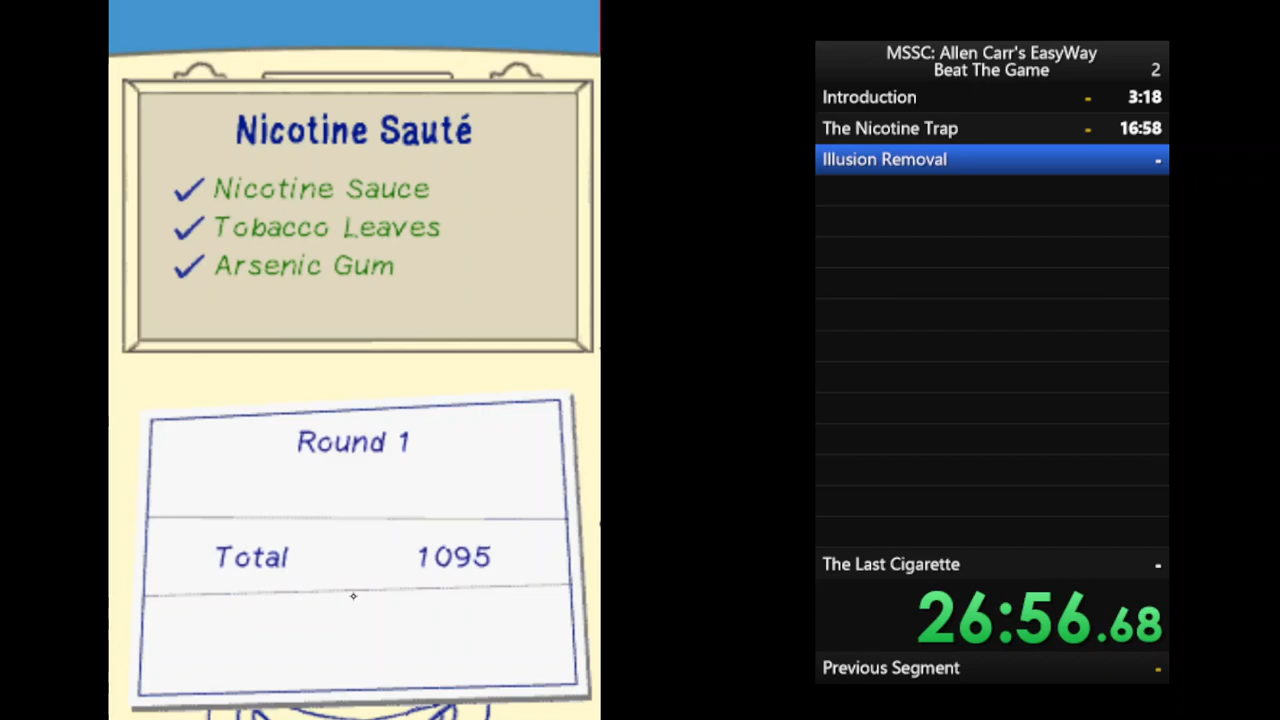 Nicotine Sauté
Nicotine Sauce
Tobacco Leaves
Arsenic Gum
Round 1
Total 1095
MSSC: Allen Carr's EasyWay
Beat The Game 2
Introduction - 3:18
The Nicotine Trap - 16:58
Illusion Removal -
The Last Cigarette -
26:56.68
Previous Segment -